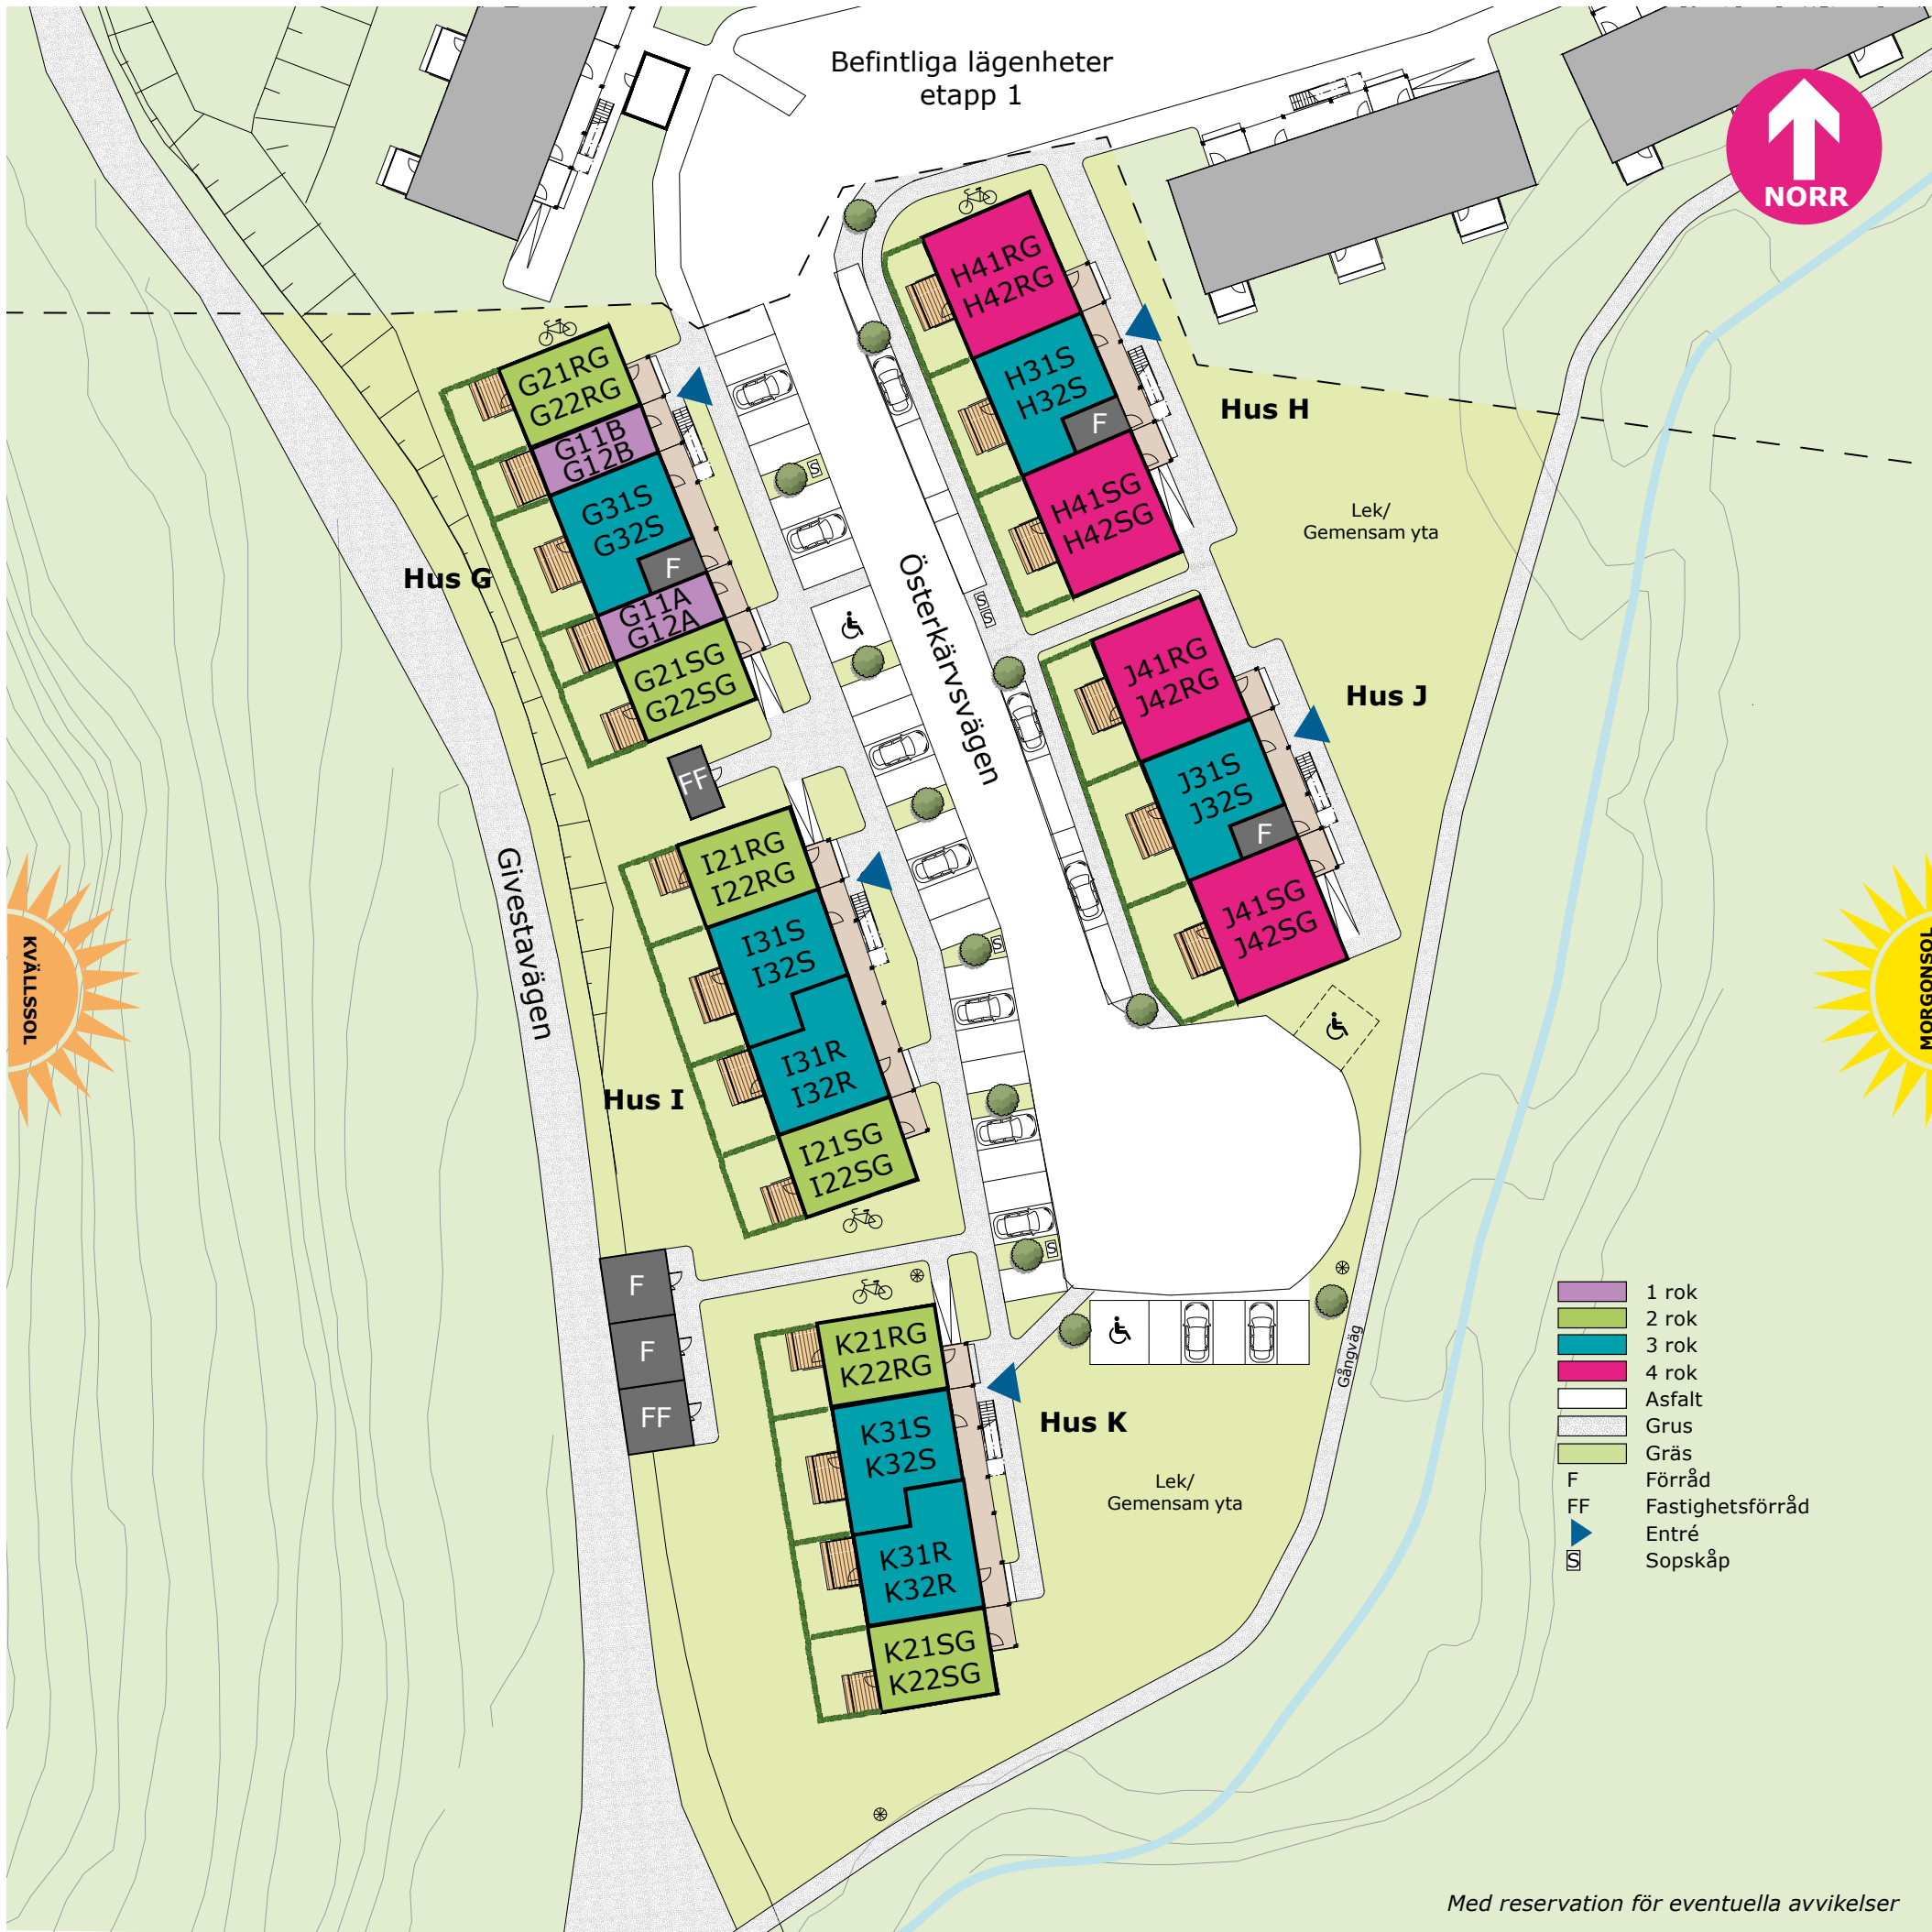 Befintliga lägenheter
etapp 1
NORR
H41RG
H42RG
H31S
H32S
F
H41SG
H42SG
Hus H
Lek/
Gemensam yta
G21RG
G22RG
G11B
G12B
G31S
G32S
F
G11A
G12A
G21SG
G22SG
Hus G
FF
S
S
S
Österkärvsvägen
J41RG
J42RG
J31S
J32S
F
J41SG
J42SG
Hus J
Givestavägen
I21RG
I22RG
I31S
I32S
I31R
I32R
I21SG
I22SG
Hus I
S
S
KVÄLLSSOL
MORGONSOL
F
F
FF
K21RG
K22RG
K31S
K32S
K31R
K32R
K21SG
K22SG
Hus K
Lek/
Gemensam yta
Gångväg
1 rok
2 rok
3 rok
4 rok
Asfalt
Grus
Gräs
F Förråd
FF Fastighetsförråd
Entré
S Sopskåp
Med reservation för eventuella avvikelser